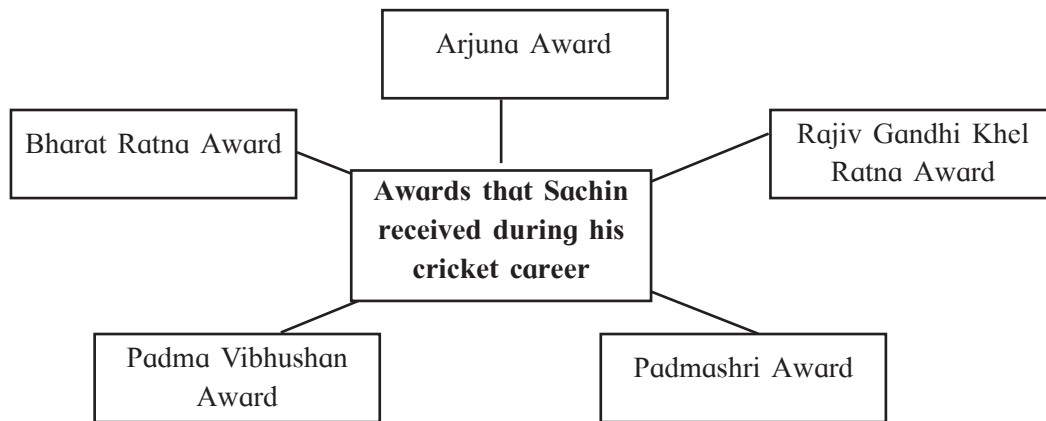 Arjuna Award
Bharat Ratna Award
Rajiv Gandhi Khel
Ratna Award
Awards that Sachin
received during his
cricket career
Padma Vibhushan
Award
Padmashri Award